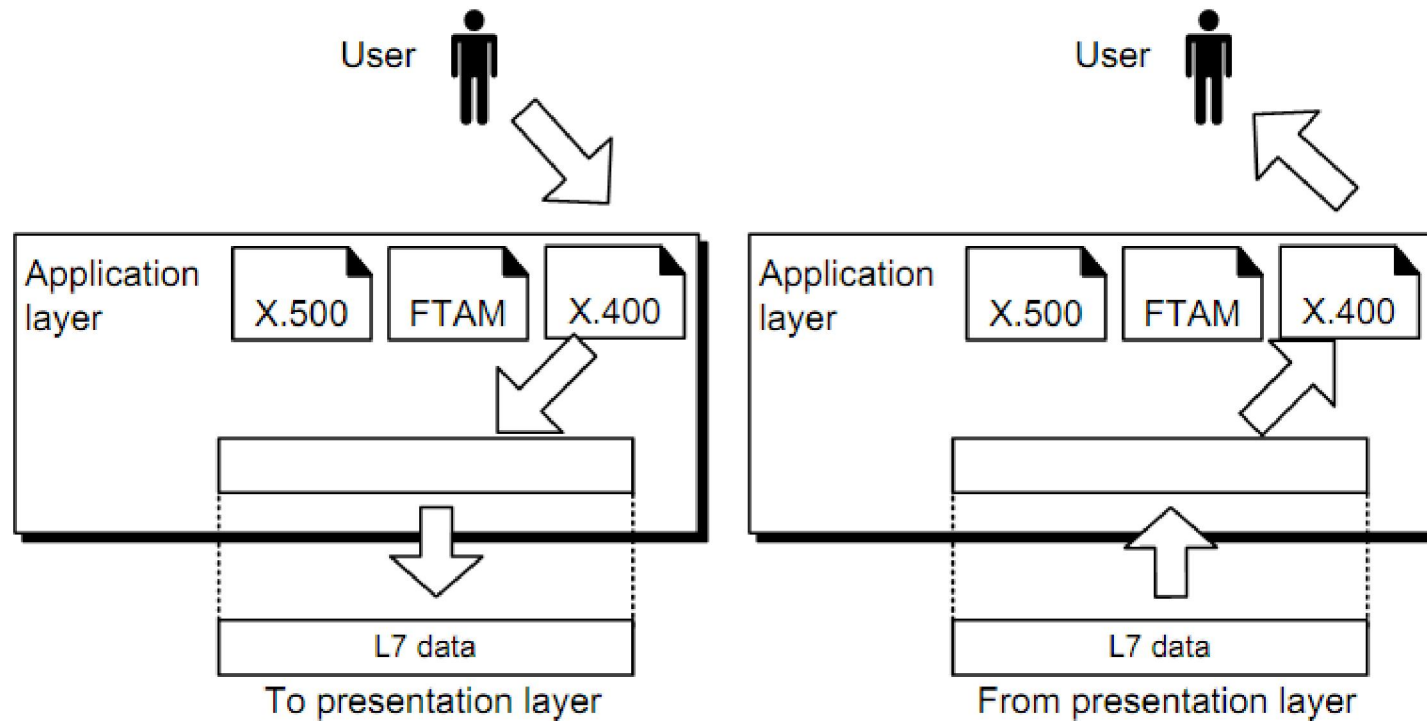 User
Application
layer
X.500
FTAM
X.400
L7 data
To presentation layer
User
Application
layer
X.500
FTAM
X.400
L7 data
From presentation layer